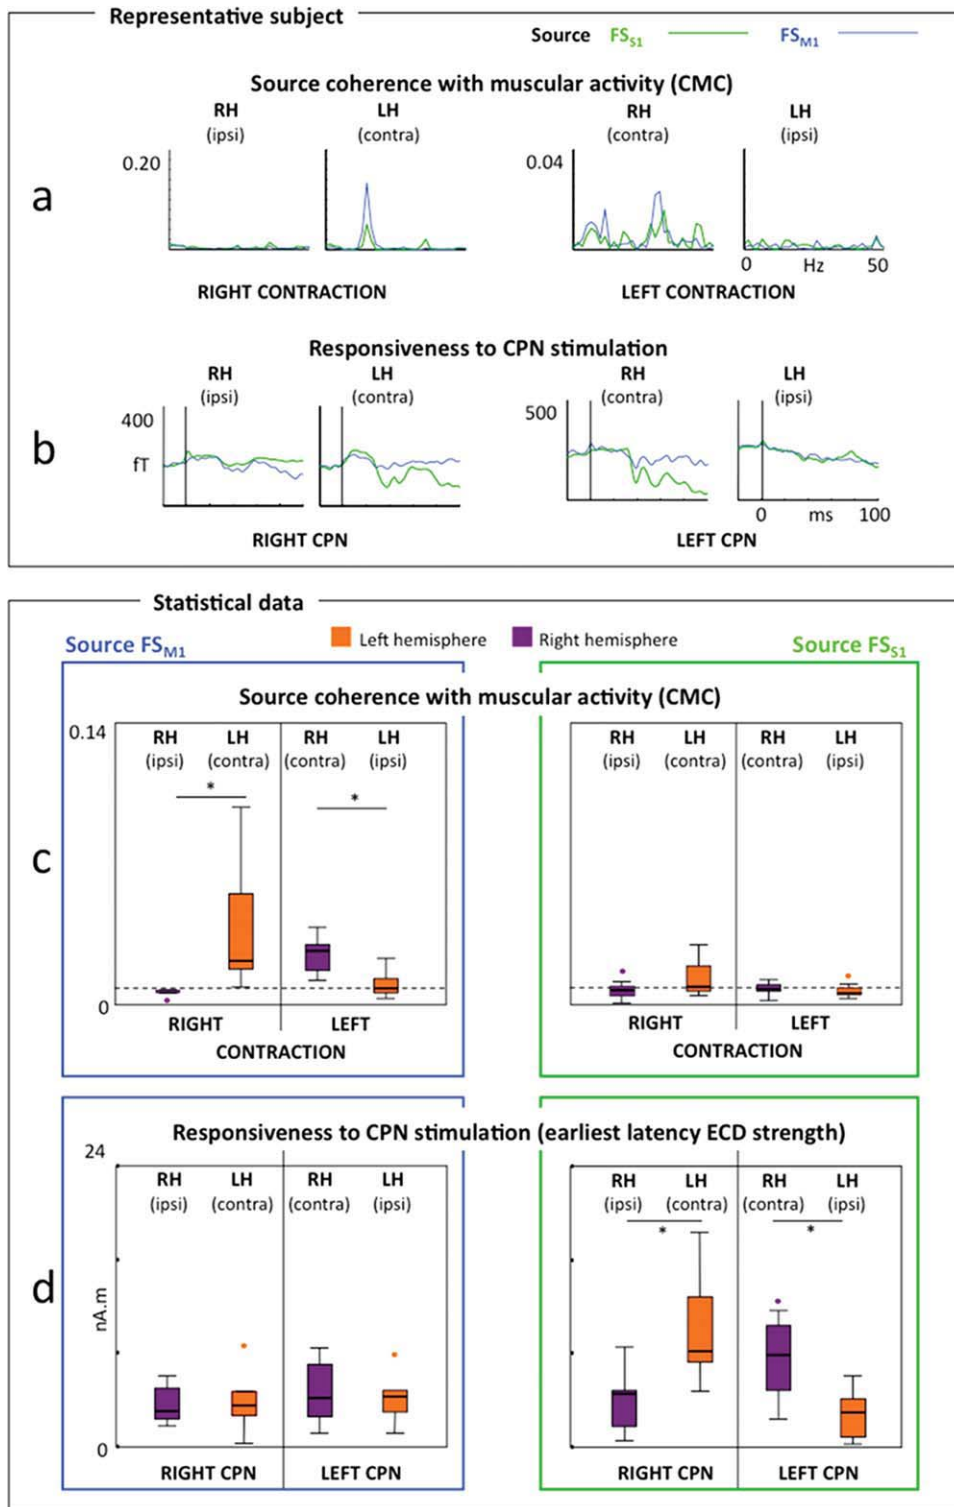 Representative subject
Source FS_S1 FS_M1
Source coherence with muscular activity (CMC)
RH LH RH LH
(ipsi) (contra) (contra) (ipsi)
0.20 0.04
a
0 Hz 50
RIGHT CONTRACTION LEFT CONTRACTION
Responsiveness to CPN stimulation
RH LH RH LH
(ipsi) (contra) (contra) (ipsi)
400 500
b
fT
0 ms 100
RIGHT CPN LEFT CPN
Statistical data
Source FS_M1 Left hemisphere Right hemisphere Source FS_S1
Source coherence with muscular activity (CMC)
0.14
RH LH RH LH RH LH RH LH
(ipsi) (contra) (contra) (ipsi) (ipsi) (contra) (contra) (ipsi)
* *
c
0
RIGHT LEFT RIGHT LEFT
CONTRACTION CONTRACTION
Responsiveness to CPN stimulation (earliest latency ECD strength)
24
RH LH RH LH RH LH RH LH
(ipsi) (contra) (contra) (ipsi) (ipsi) (contra) (contra) (ipsi)
* *
d
nA.m
0
RIGHT CPN LEFT CPN RIGHT CPN LEFT CPN